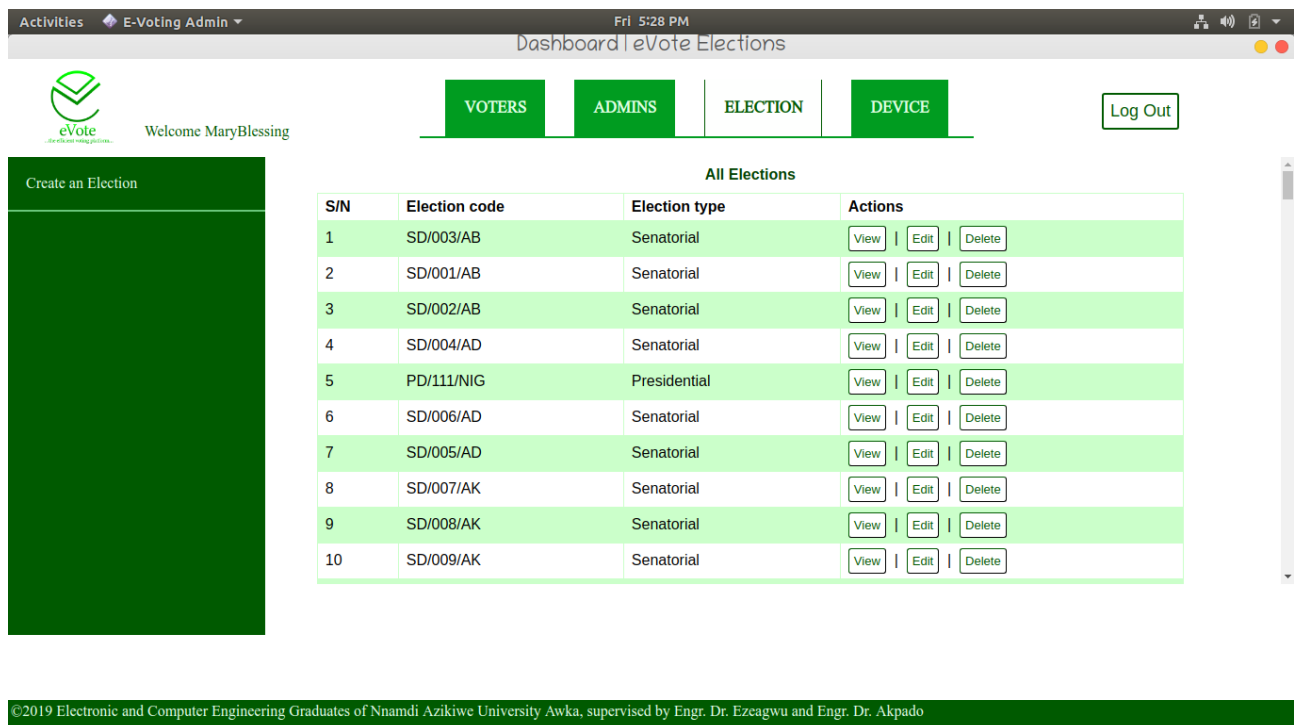 Activities E-Voting Admin Fri 5:28 PM
Dashboard | eVote Elections
eVote
...the efficient voting platform...
Welcome MaryBlessing
VOTERS ADMINS ELECTION DEVICE
Log Out
Create an Election
All Elections
S/N Election code Election type Actions
1 SD/003/AB Senatorial View | Edit | Delete
2 SD/001/AB Senatorial View | Edit | Delete
3 SD/002/AB Senatorial View | Edit | Delete
4 SD/004/AD Senatorial View | Edit | Delete
5 PD/111/NIG Presidential View | Edit | Delete
6 SD/006/AD Senatorial View | Edit | Delete
7 SD/005/AD Senatorial View | Edit | Delete
8 SD/007/AK Senatorial View | Edit | Delete
9 SD/008/AK Senatorial View | Edit | Delete
10 SD/009/AK Senatorial View | Edit | Delete
©2019 Electronic and Computer Engineering Graduates of Nnamdi Azikiwe University Awka, supervised by Engr. Dr. Ezeagwu and Engr. Dr. Akpado